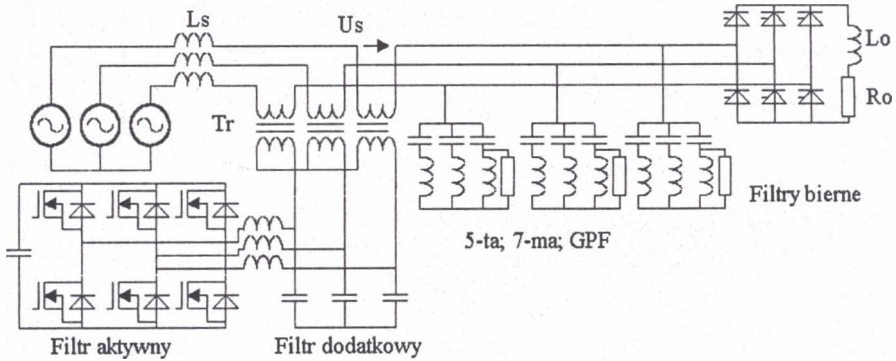 Ls
Us
Lo
Ro
Tr
Filtry bierne
5-ta; 7-ma; GPF
Filtr aktywny
Filtr dodatkowy